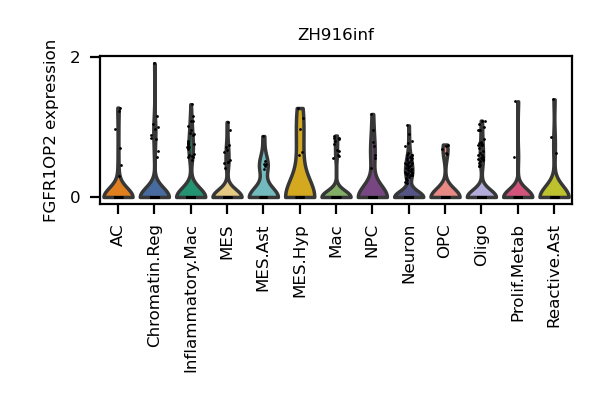 ZH916inf
FGFR1OP2 expression
2
0
AC
Chromatin.Reg
Inflammatory.Mac
MES
MES.Ast
MES.Hyp
Mac
NPC
Neuron
OPC
Oligo
Prolif.Metab
Reactive.Ast